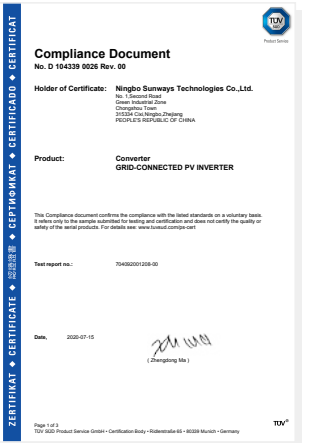 TÜV
SÜD
Product Service
Compliance Document
No. D 104339 0026 Rev. 00
Holder of Certificate: Ningbo Sunways Technologies Co.,Ltd.
No. 1,Second Road
Green Industrial Zone
Chongshou Town
315334 Cixi,Ningbo,Zhejiang
PEOPLE'S REPUBLIC OF CHINA
Product: Converter
GRID-CONNECTED PV INVERTER
This Compliance document confirms the compliance with the listed standards on a voluntary basis.
It refers only to the sample submitted for testing and certification and does not certify the quality or
safety of the serial products. For details see: www.tuvsud.com/ps-cert
Test report no.: 704092001208-00
Date, 2020-07-15
( Zhengdong Ma )
Page 1 of 3
TÜV SÜD Product Service GmbH • Certification Body • Ridlerstraße 65 • 80339 Munich • Germany
TÜV®
ZERTIFIKAT ◆ CERTIFICATE ◆ ◆ СЕРТИФИКАТ ◆ CERTIFICADO ◆ CERTIFICAT